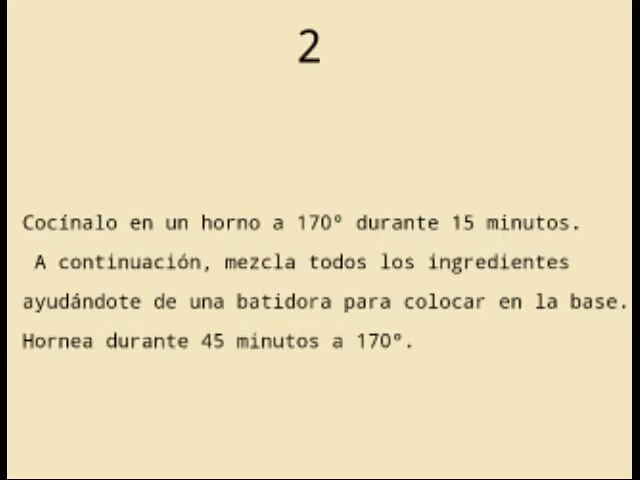 2
Cocínalo en un horno a 170º durante 15 minutos.
A continuación, mezcla todos los ingredientes
ayudándote de una batidora para colocar en la base.
Hornea durante 45 minutos a 170º.